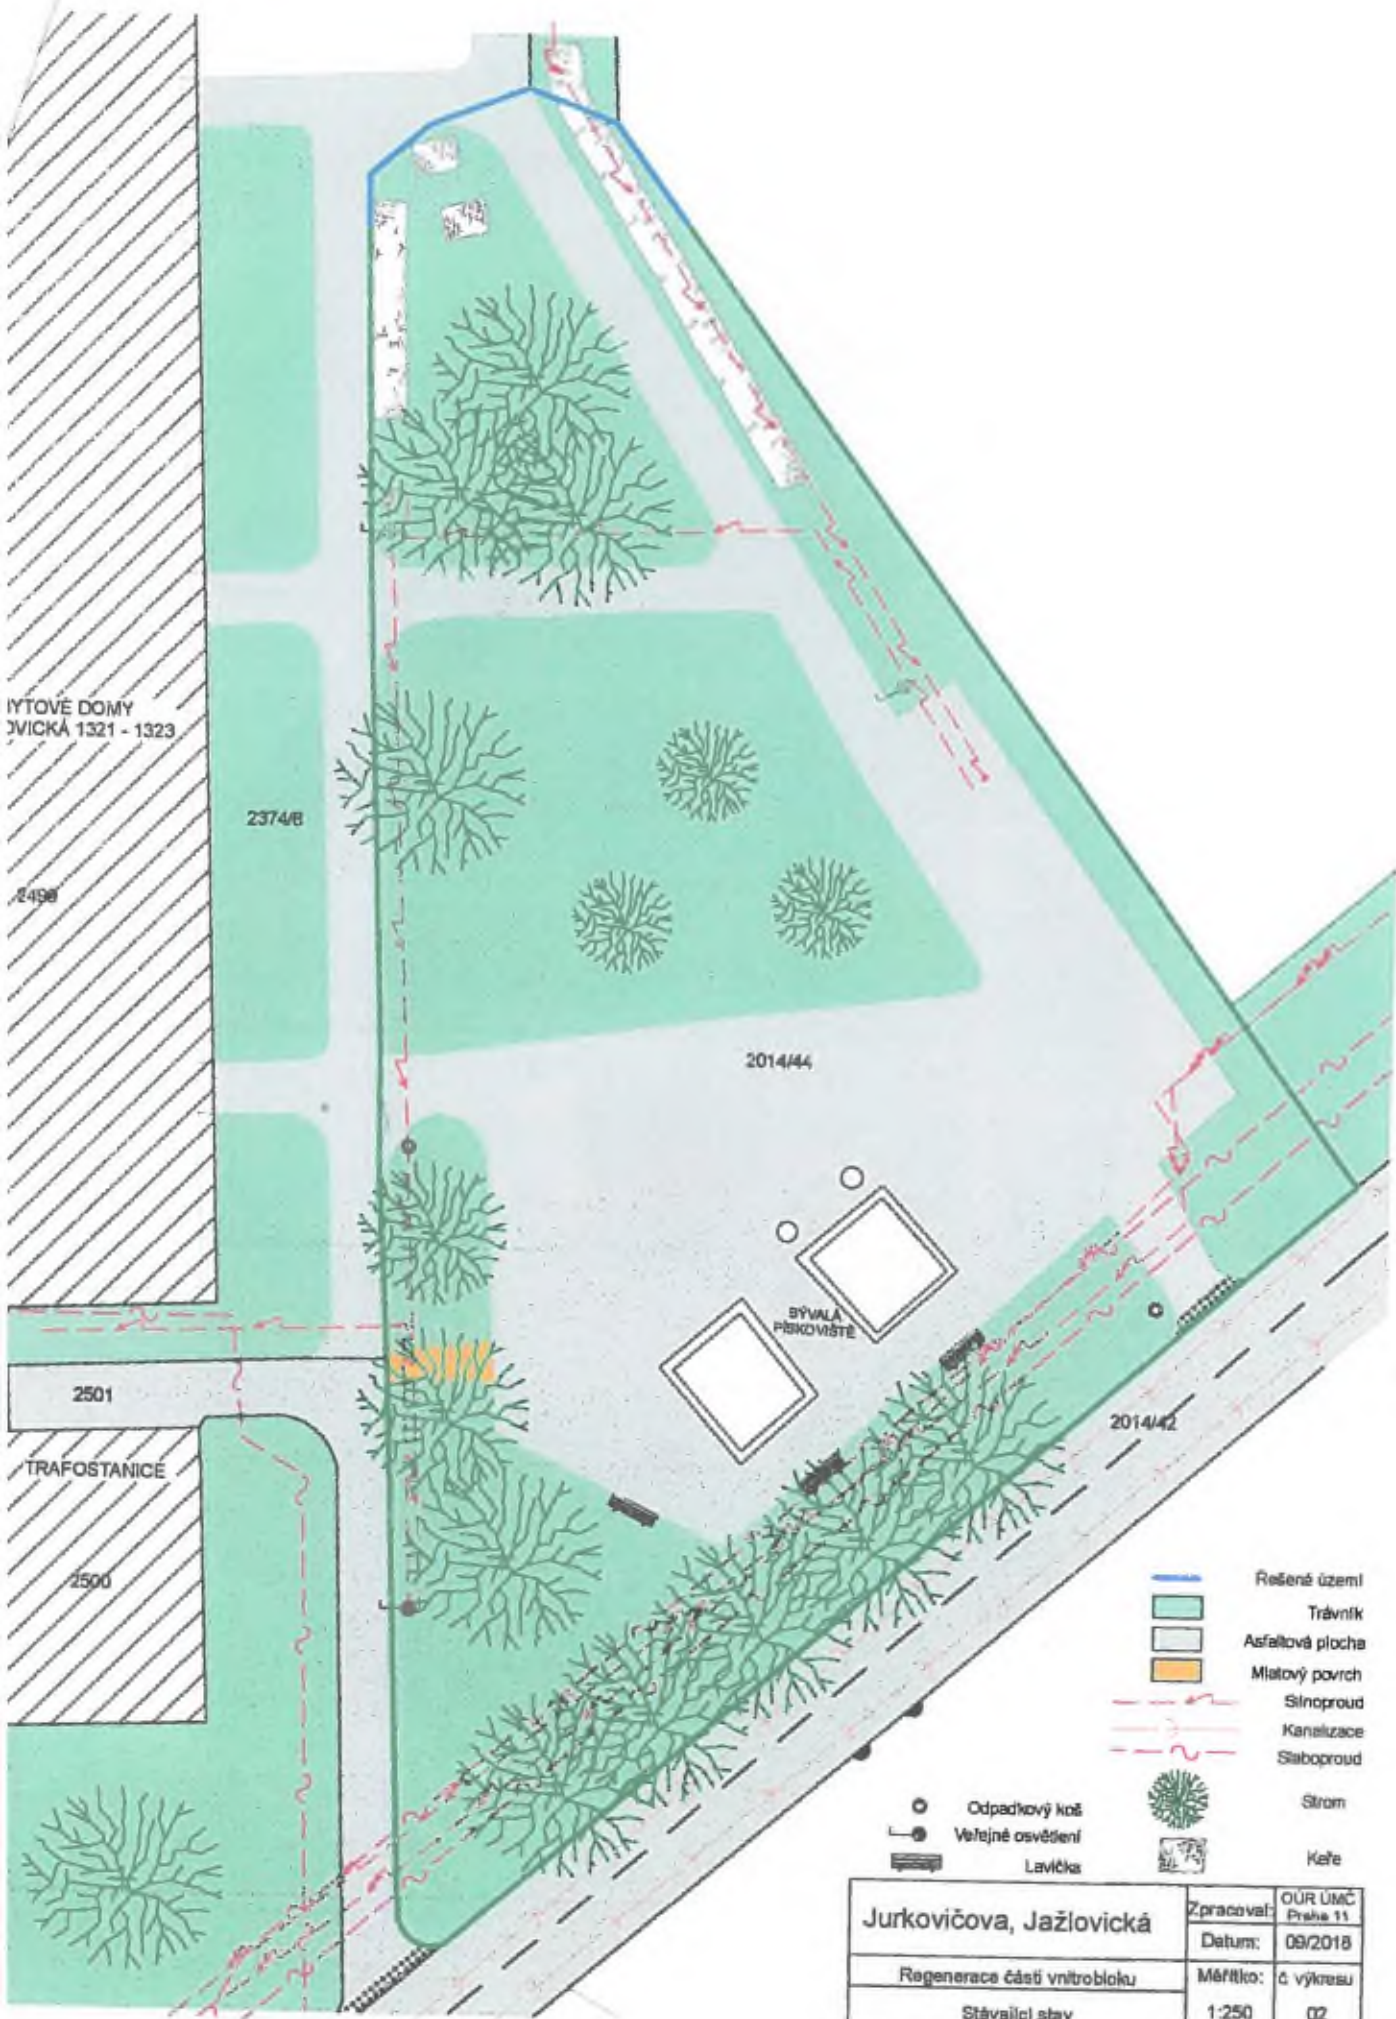 YTOVÉ DOMY
OVICKÁ 1321 - 1323
2374/8
2499
2014/44
BÝVALÁ
PÍSKOVIŠTĚ
2501
2014/42
TRAFOSTANICE
2500
Řešené území
Trávník
Asfaltová plocha
Mlatový povrch
Silnoproud
Kanalizace
Slaboproud
Strom
Odpadkový koš
Veřejné osvětlení
Lavička
Keře
Jurkovičova, Jažlovická
Zpracoval:
OÚR ÚMČ
Praha 11
Datum:
09/2018
Regenerace části vnitrobloku
Měřítko:
č výkresu
Stávající stav
1:250
02